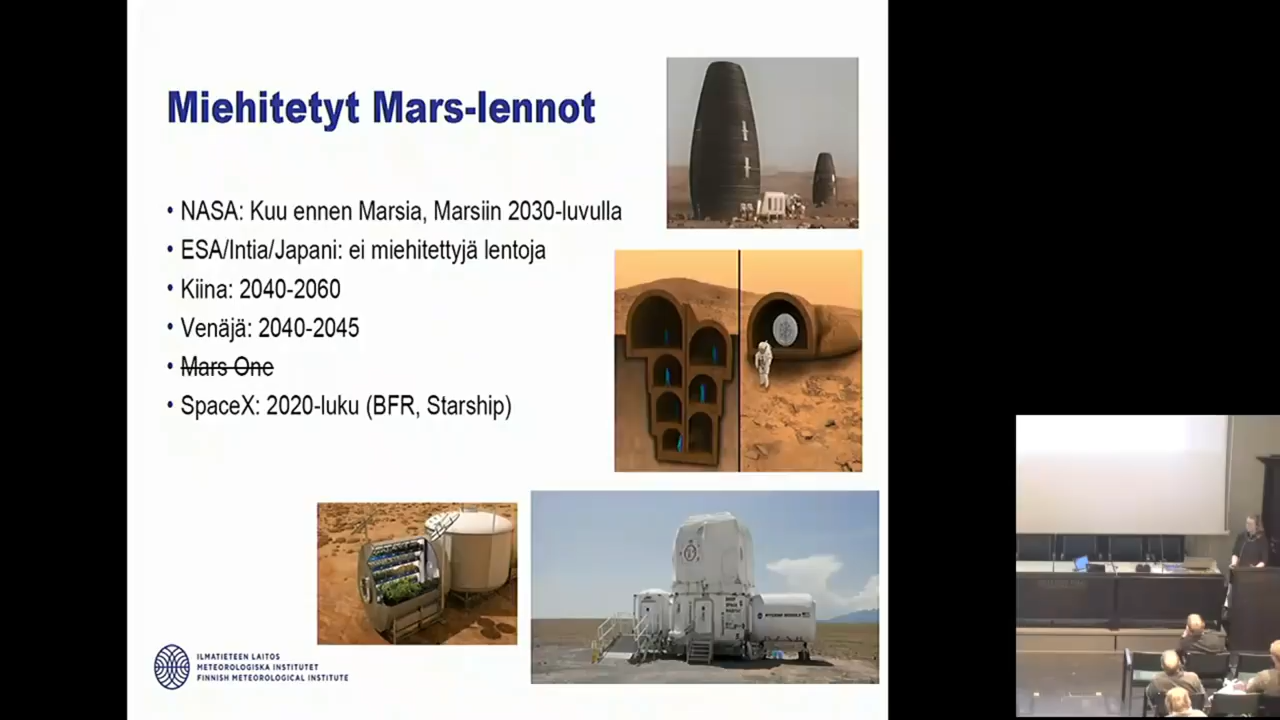 Miehitetyt Mars-lennot
• NASA: Kuu ennen Marsia, Marsiin 2030-luvulla
• ESA/Intia/Japani: ei miehitettyjä lentoja
• Kiina: 2040-2060
• Venäjä: 2040-2045
• Mars One
• SpaceX: 2020-luku (BFR, Starship)
ILMATIETEEN LAITOS
METEOROLOGISKA INSTITUTET
FINNISH METEOROLOGICAL INSTITUTE